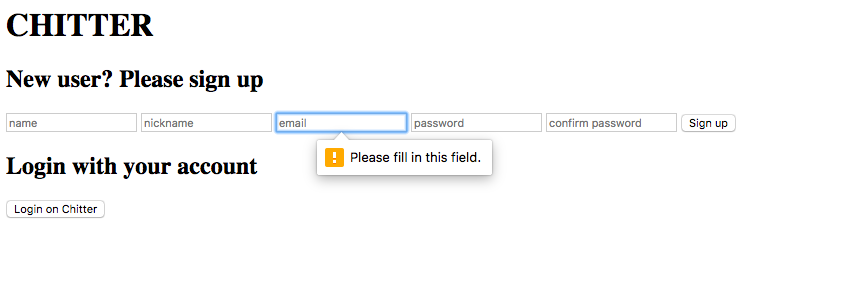 CHITTER
New user? Please sign up
name nickname email password confirm password Sign up
Please fill in this field.
Login with your account
Login on Chitter